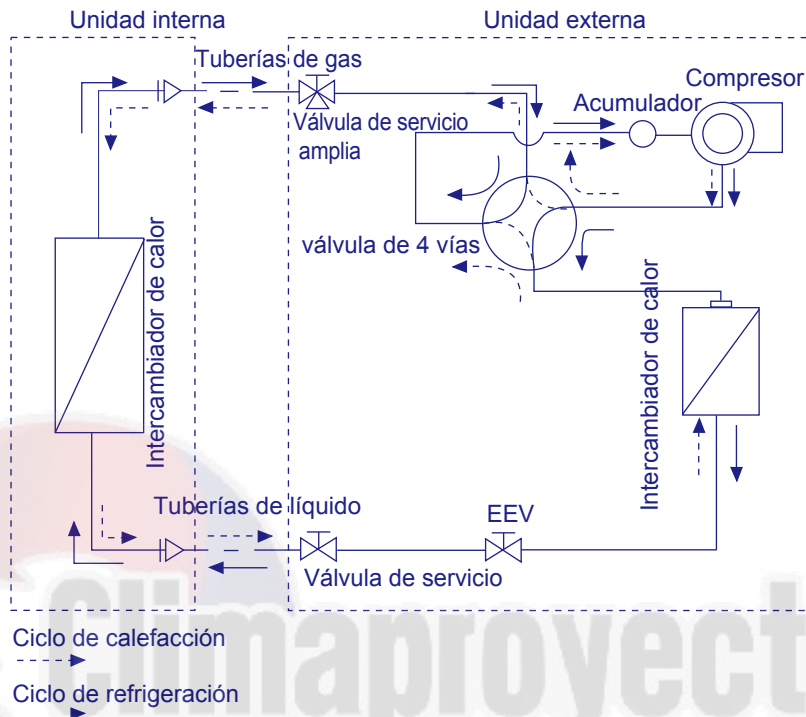 Unidad interna
Unidad externa
Tuberías de gas
Compresor
Acumulador
Válvula de servicio
amplia
válvula de 4 vías
Intercambiador de calor
Intercambiador de calor
Tuberías de líquido
EEV
Válvula de servicio
Ciclo de calefacción
Ciclo de refrigeración
Climaproyect